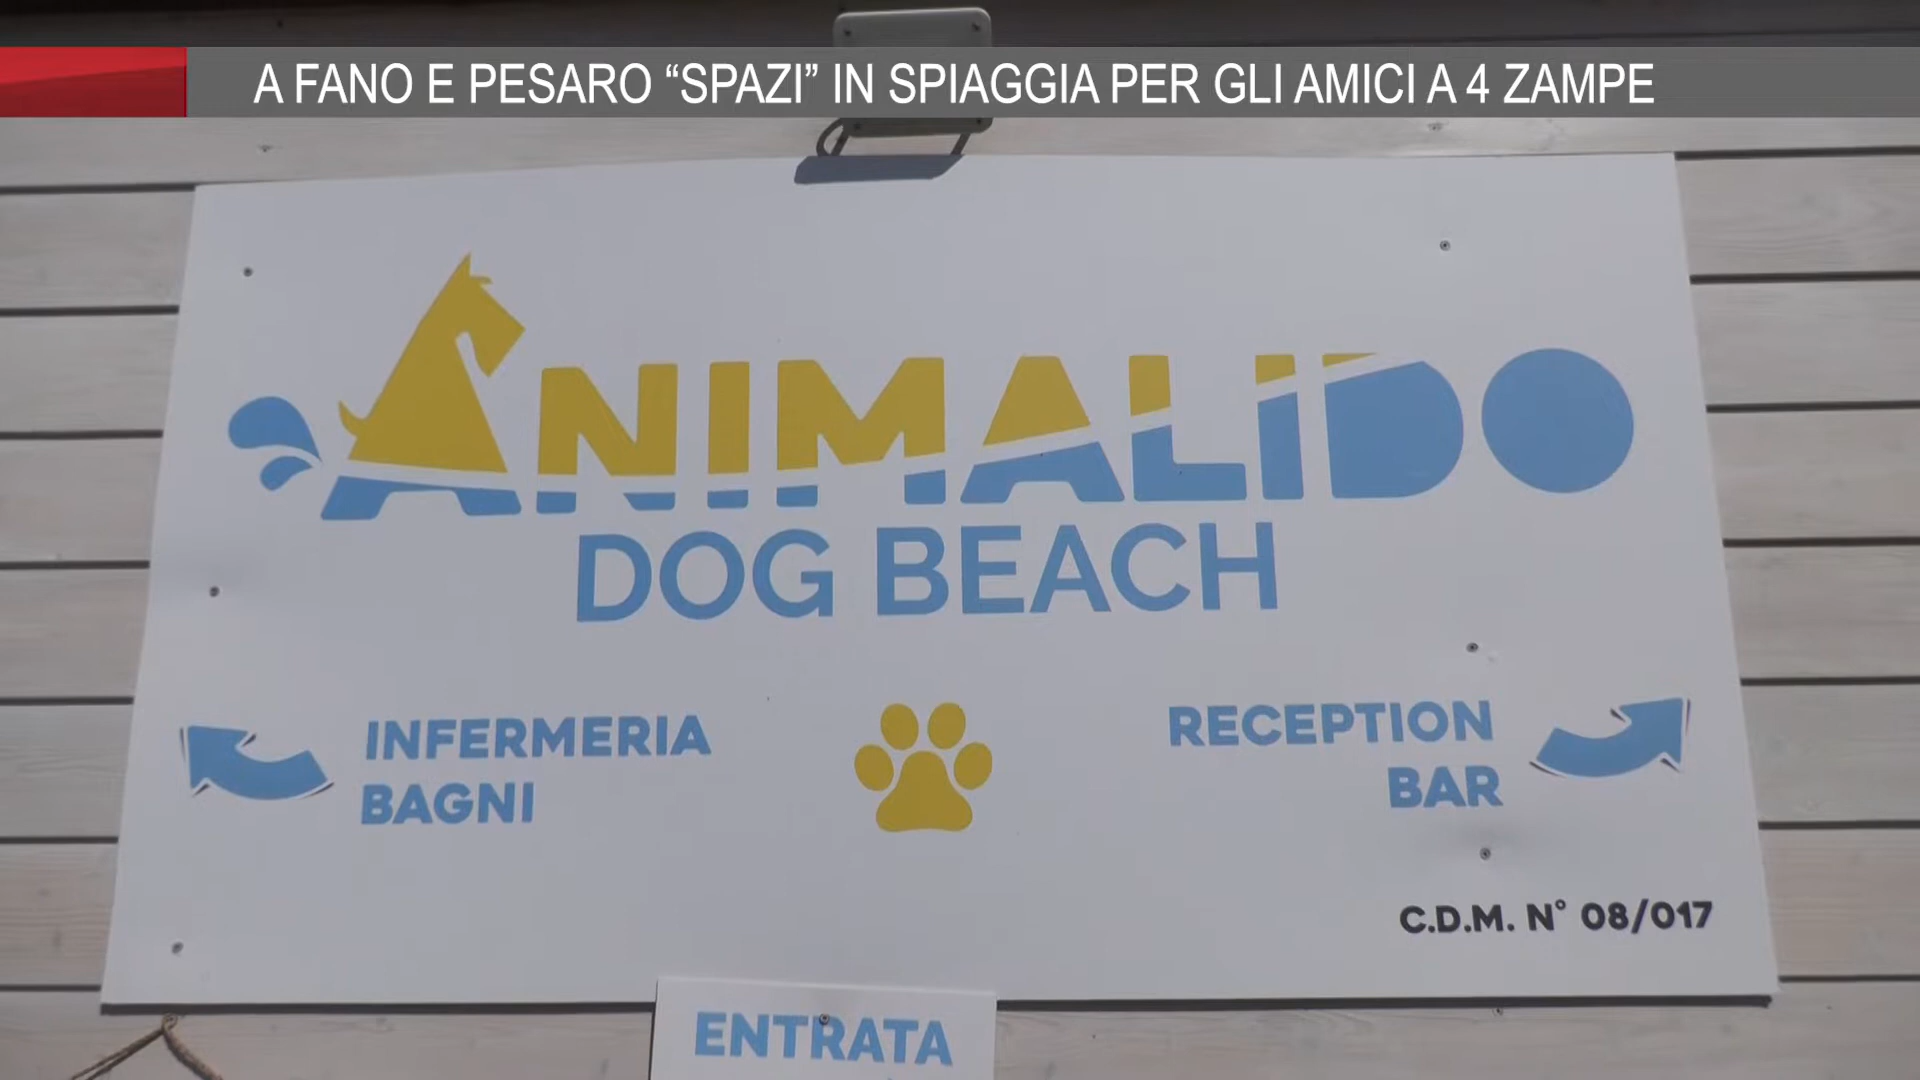 A FANO E PESARO “SPAZI” IN SPIAGGIA PER GLI AMICI A 4 ZAMPE
ANIMALIDO
DOG BEACH
INFERMERIA
BAGNI
RECEPTION
BAR
C.D.M. N° 08/017
ENTRATA